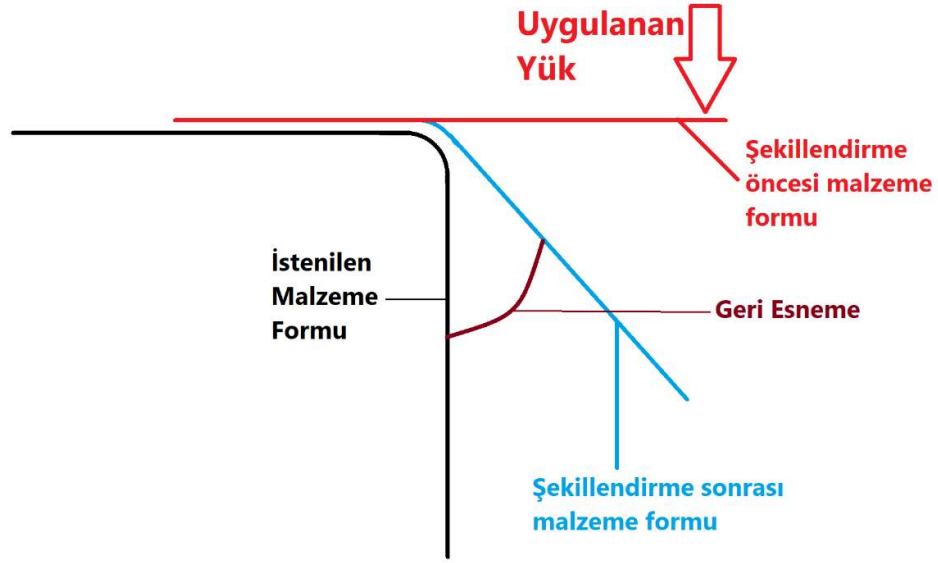 Uygulanan
Yük
Şekillendirme
öncesi malzeme
formu
İstenilen
Malzeme
Formu
Geri Esneme
Şekillendirme sonrası
malzeme formu